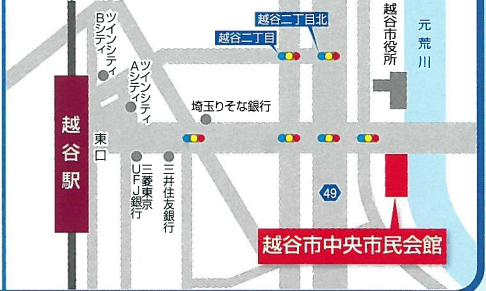 ツインシティ
Bシティ
ツインシティ
Aシティ
越谷二丁目北
越谷二丁目
越谷市役所
元荒川
埼玉りそな銀行
越谷駅
東口
三菱東京
UFJ銀行
三井住友銀行
49
越谷市中央市民会館